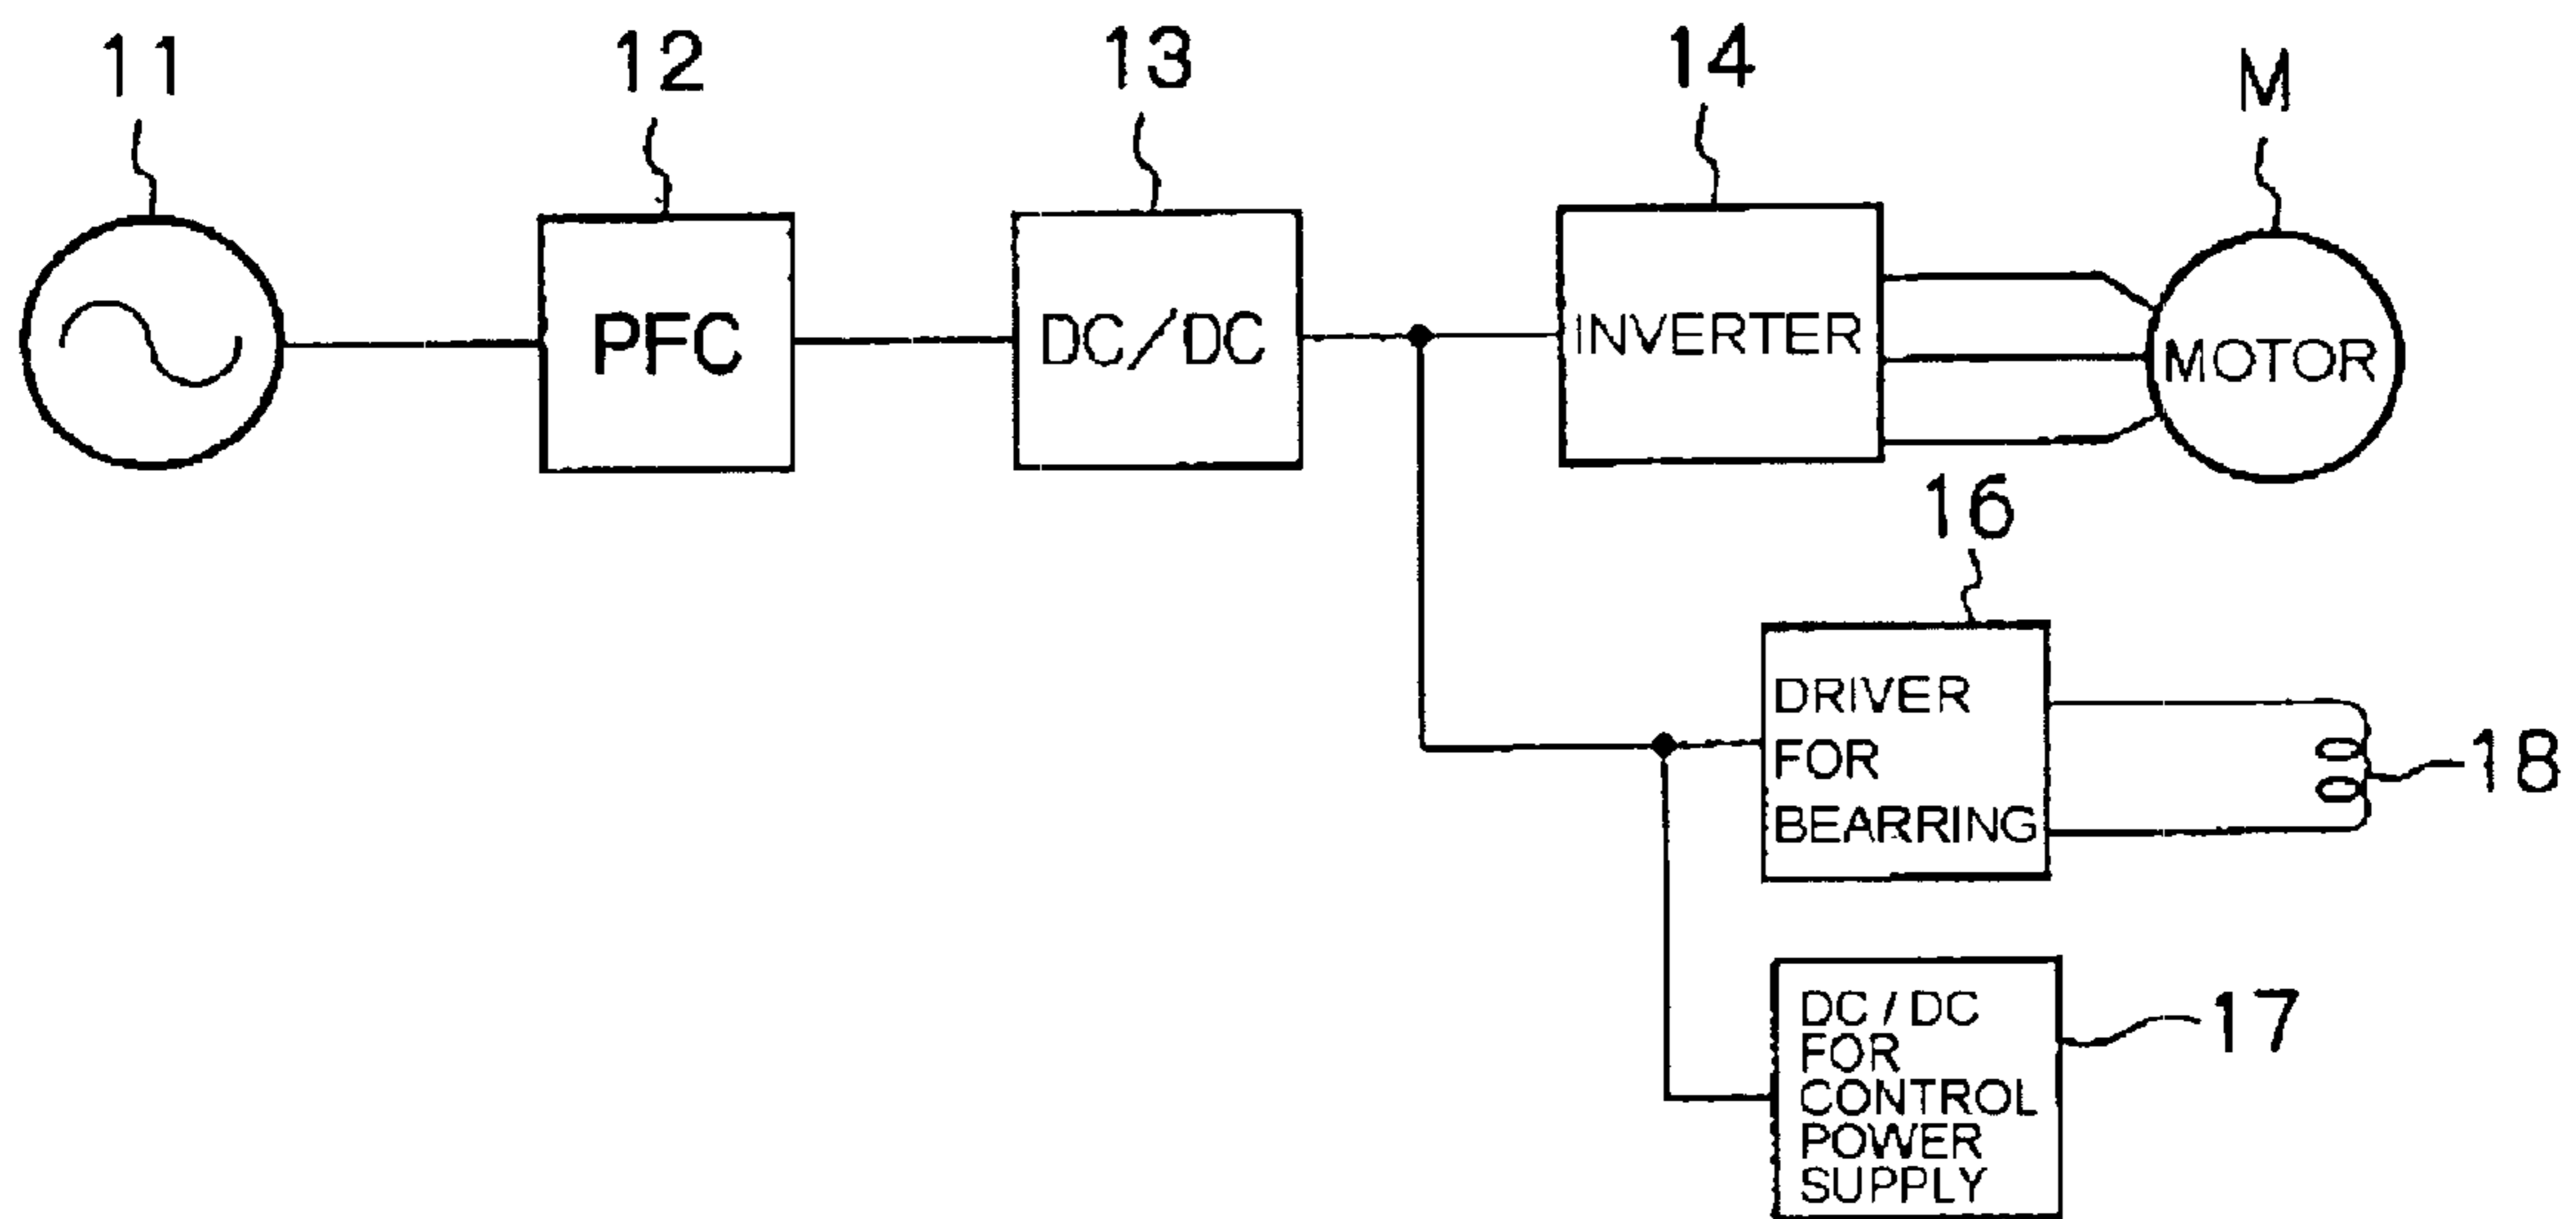 11
12
13
14
M
PFC
DC/DC
INVERTER
MOTOR
16
DRIVER
FOR
BEARRING
18
DC / DC
FOR
CONTROL
POWER
SUPPLY
17